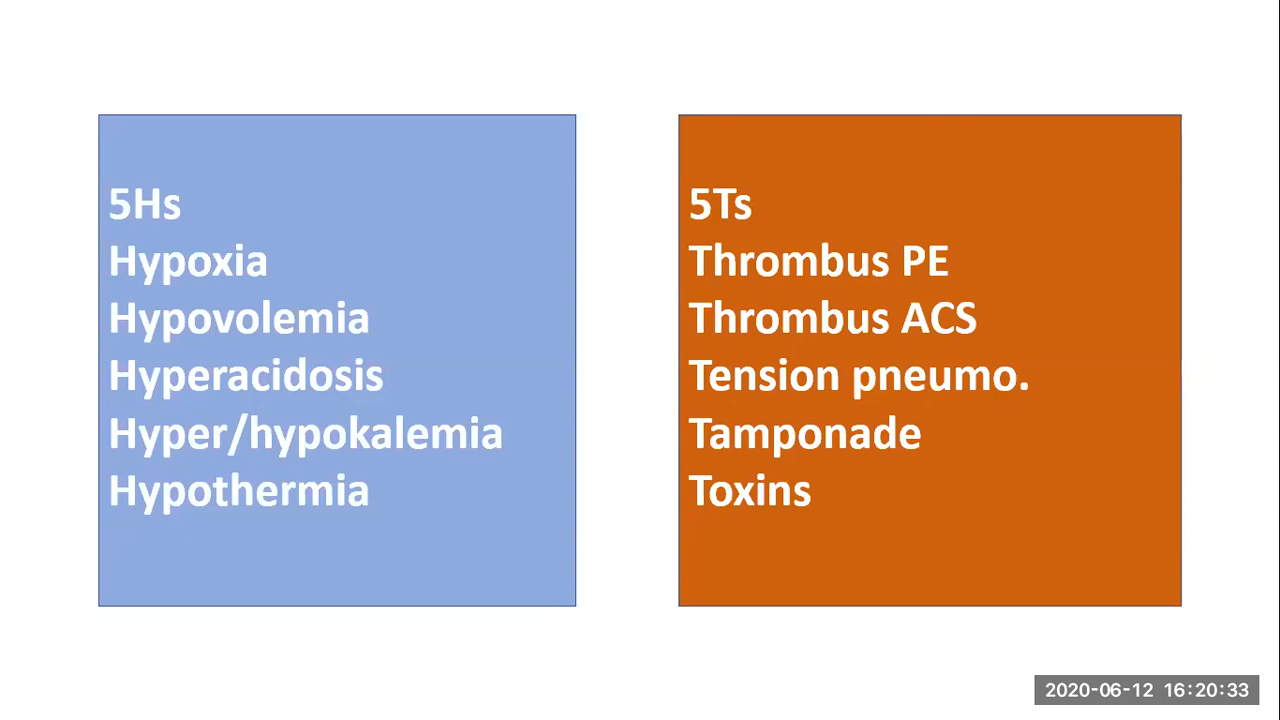 5Hs
Hypoxia
Hypovolemia
Hyperacidosis
Hyper/hypokalemia
Hypothermia
5Ts
Thrombus PE
Thrombus ACS
Tension pneumo.
Tamponade
Toxins
2020-06-12 16:20:33